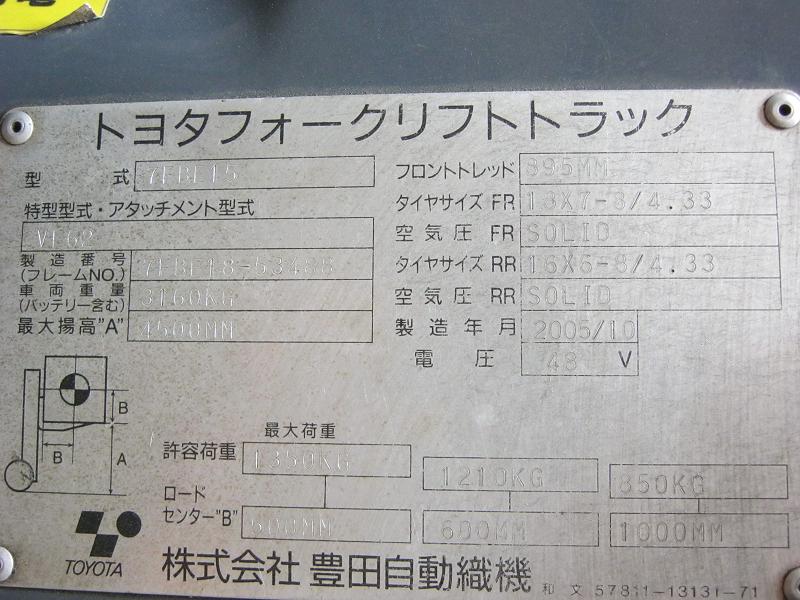 トヨタフォークリフトトラック
型 式
フロントトレッド 895MM
特型型式・アタッチメント型式
タイヤサイズ FR 18X7-8/4.33
空気圧 FR SOLID
製造番号
(フレームNO.)
タイヤサイズ RR 16X6-8/4.33
車両重量
(バッテリー含む) 3160KG
空気圧 RR SOLID
最大揚高"A" 4500MM
製造年月 2005/10
電圧 48 V
B
B
A
最大荷重
許容荷重 1350KG 1210KG 850KG
ロード
センター"B" 500MM 600MM 1000MM
TOYOTA
株式会社 豊田自動織機
和文 57811-13131-71